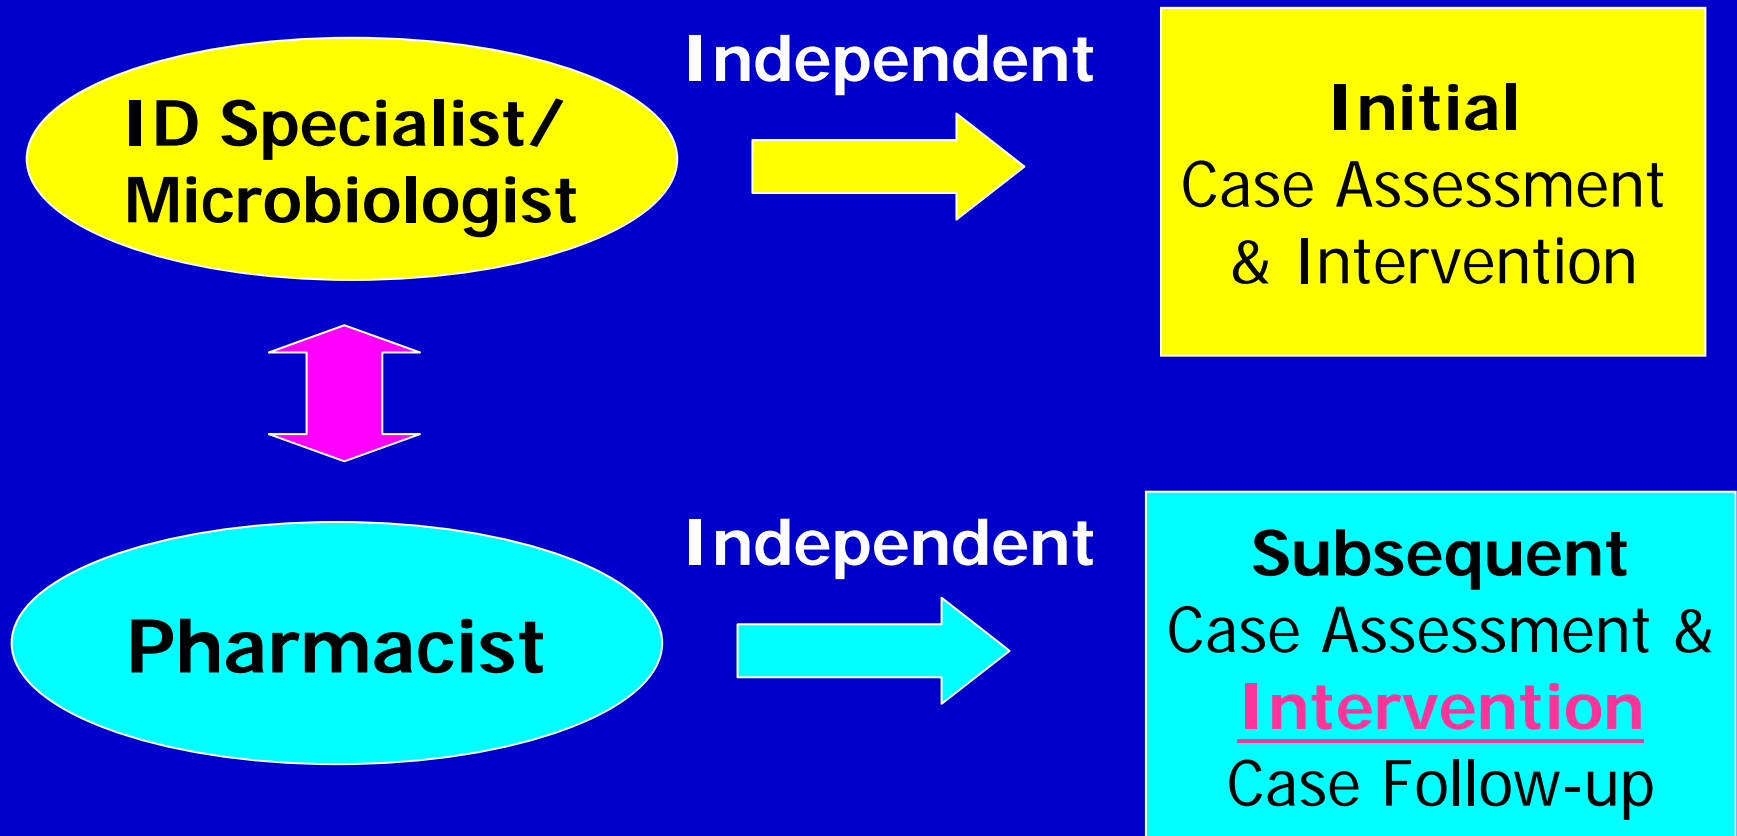 Independent
ID Specialist/
Microbiologist
Initial
Case Assessment
& Intervention
Independent
Pharmacist
Subsequent
Case Assessment &
Intervention
Case Follow-up